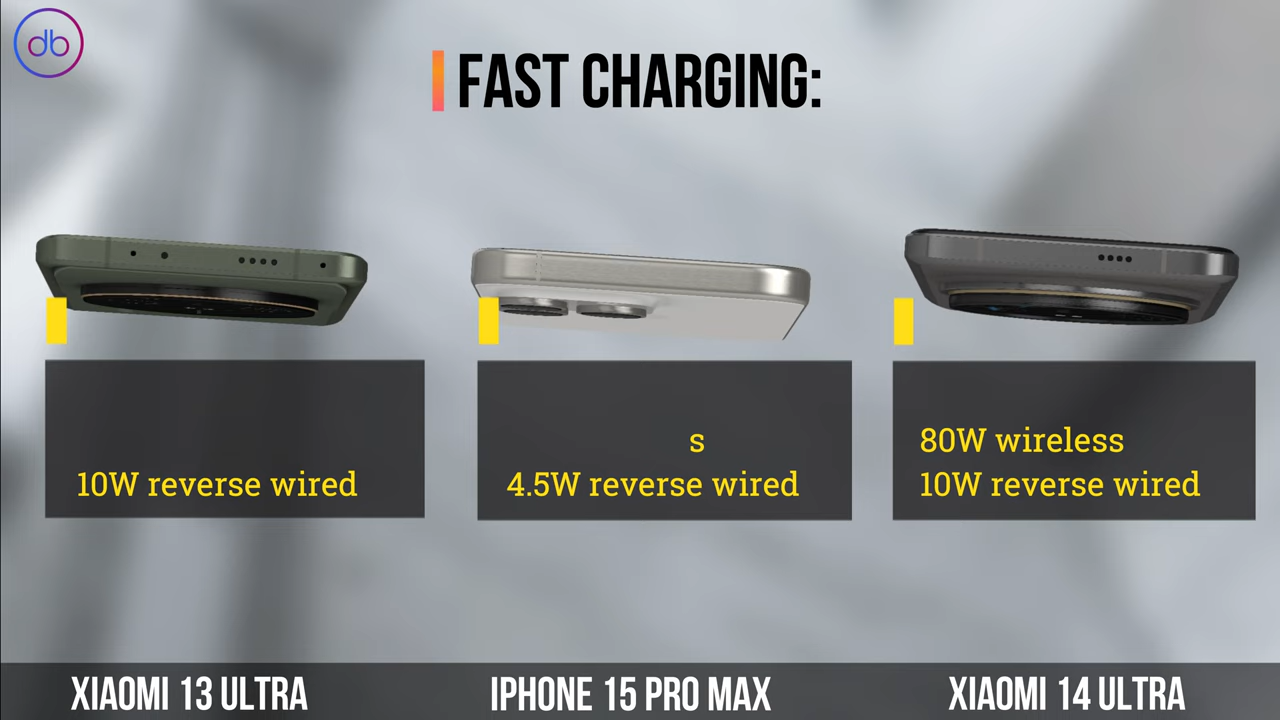 db
FAST CHARGING:
10W reverse wired
s
4.5W reverse wired
80W wireless
10W reverse wired
XIAOMI 13 ULTRA
IPHONE 15 PRO MAX
XIAOMI 14 ULTRA